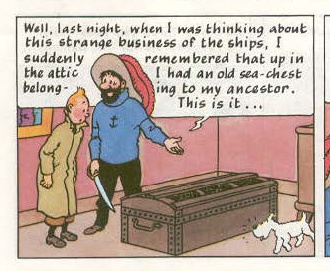 Well, last night, when I was thinking about
this strange business of the ships, I
suddenly remembered that up in
the attic I had an old sea-chest
belong- ing to my ancestor.
This is it ...